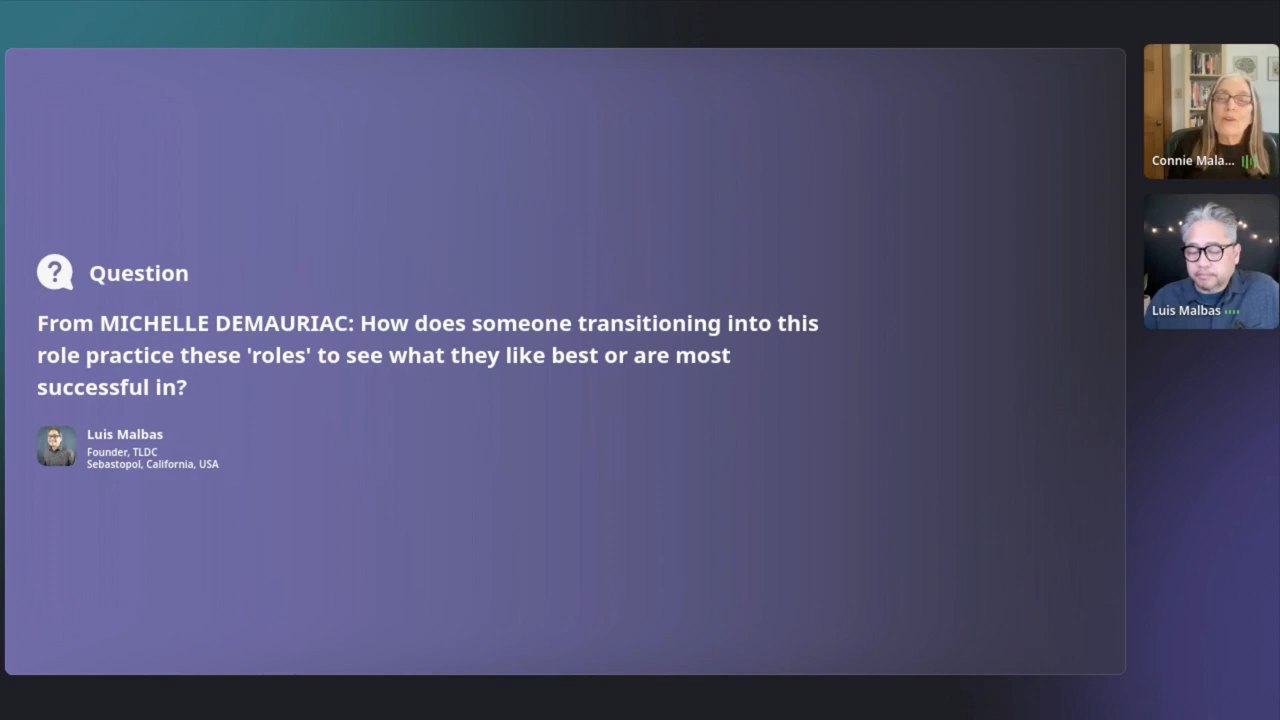 Question
From MICHELLE DEMAURIAC: How does someone transitioning into this
role practice these 'roles' to see what they like best or are most
successful in?
Luis Malbas
Founder, TLDC
Sebastopol, California, USA
Connie Mala...
Luis Malbas